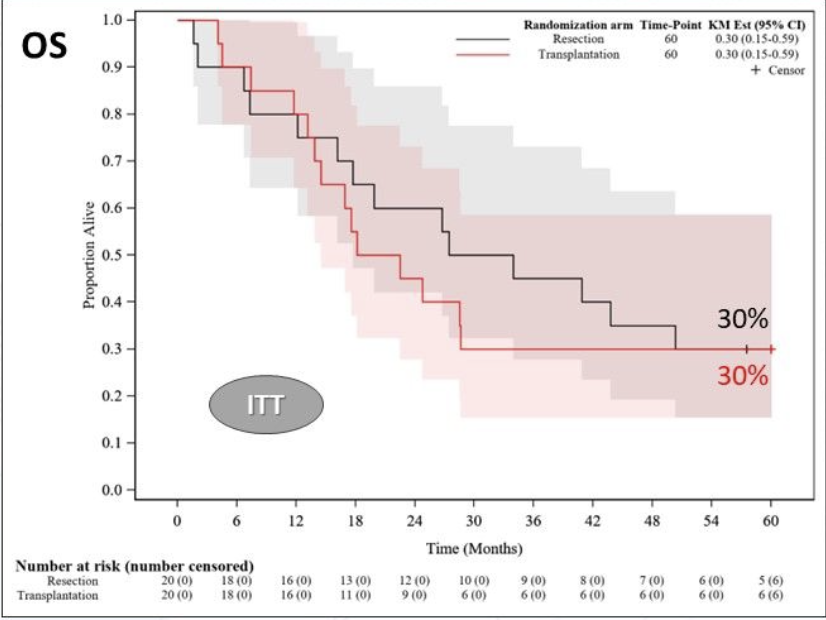 OS
Randomization arm Time-Point KM Est (95% CI)
Resection 60 0.30 (0.15-0.59)
Transplantation 60 0.30 (0.15-0.59)
+ Censor
Proportion Alive
1.0
0.9
0.8
0.7
0.6
0.5
0.4
0.3
0.2
0.1
0.0
30%
30%
ITT
0 6 12 18 24 30 36 42 48 54 60
Time (Months)
Number at risk (number censored)
Resection 20 (0) 18 (0) 16 (0) 13 (0) 12 (0) 10 (0) 9 (0) 8 (0) 7 (0) 6 (0) 5 (6)
Transplantation 20 (0) 18 (0) 16 (0) 11 (0) 9 (0) 6 (0) 6 (0) 6 (0) 6 (0) 6 (0) 6 (6)